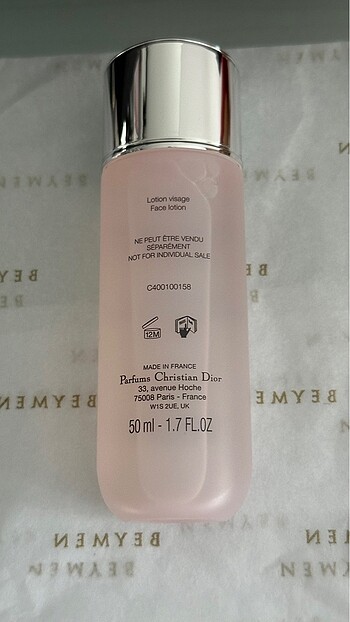 Lotion visage
Face lotion
NE PEUT ÊTRE VENDU
SÉPARÉMENT
NOT FOR INDIVIDUAL SALE
C400100158
12M
MADE IN FRANCE
Parfums Christian Dior
33, avenue Hoche
75008 Paris - France
W1S 2UE, UK
50 ml - 1.7 FL.OZ
BEYMEN
BEYMEN
BEYMEN
BEYMEN
BEYMEN
BEYMEN